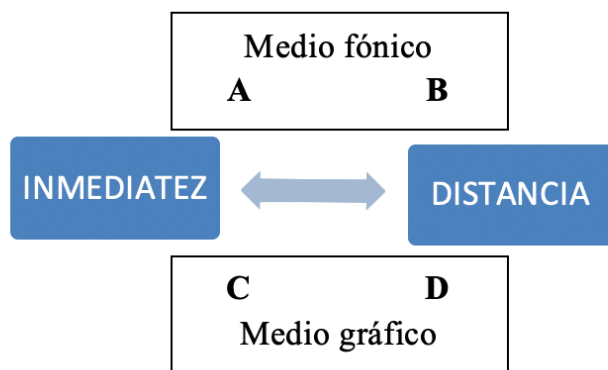 Medio fónico
A B
INMEDIATEZ DISTANCIA
C D
Medio gráfico